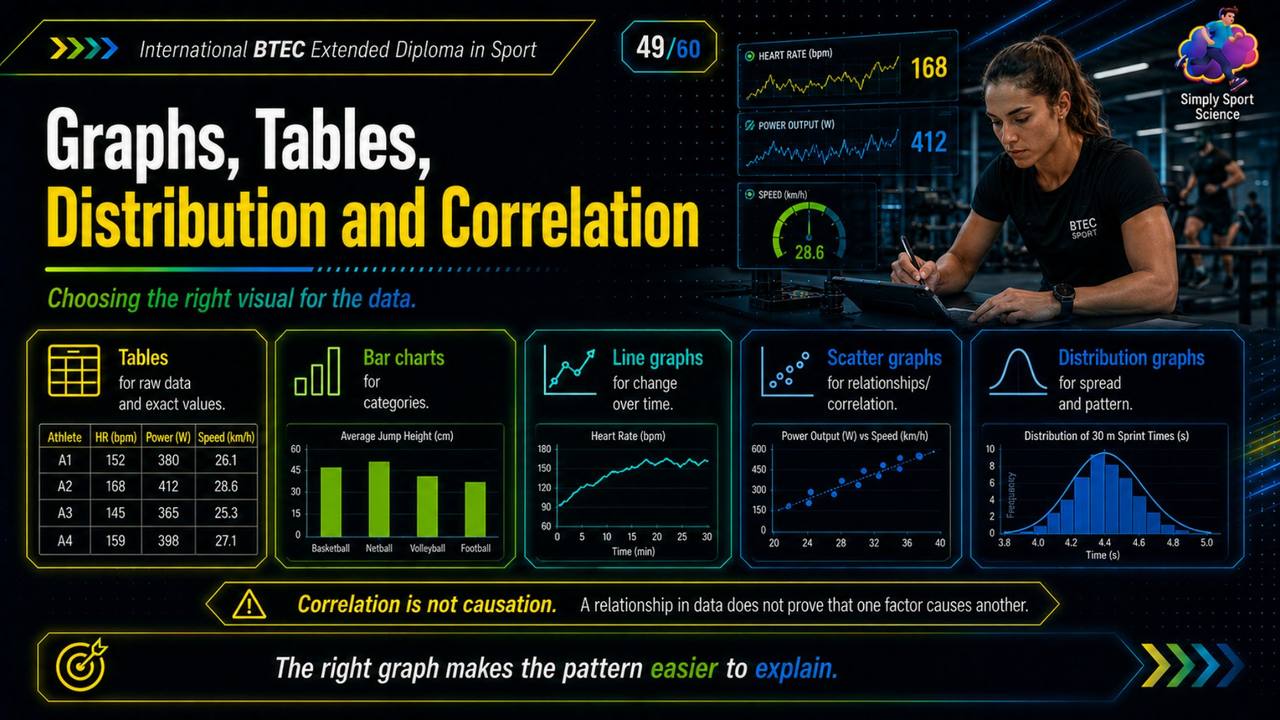 International BTEC Extended Diploma in Sport
49/60
HEART RATE (bpm)
168
POWER OUTPUT (W)
412
SPEED (km/h)
28.6
BTEC
SPORT
Simply Sport
Science
Graphs, Tables,
Distribution and Correlation
Choosing the right visual for the data.
Tables
for raw data
and exact values.
Athlete HR (bpm) Power (W) Speed (km/h)
A1 152 380 26.1
A2 168 412 28.6
A3 145 365 25.3
A4 159 398 27.1
Bar charts
for
categories.
Average Jump Height (cm)
60
45
30
15
0
Basketball Netball Volleyball Football
Line graphs
for change
over time.
Heart Rate (bpm)
180
150
120
90
60
0 5 10 15 20 25 30
Time (min)
Scatter graphs
for relationships/
correlation.
Power Output (W) vs Speed (km/h)
600
450
300
150
0
20 24 28 32 36 40
Distribution graphs
for spread
and pattern.
Distribution of 30 m Sprint Times (s)
Frequency
10
8
6
4
2
0
3.8 4.0 4.2 4.4 4.6 4.8 5.0
Time (s)
Correlation is not causation. A relationship in data does not prove that one factor causes another.
The right graph makes the pattern easier to explain.